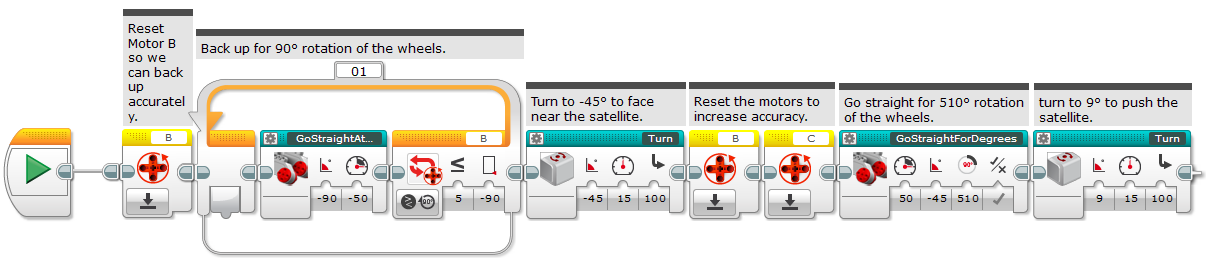 Reset
Motor B
so we
can back
up
accuratel
y.
Back up for 90° rotation of the wheels.
01
Turn to -45° to face
near the satellite.
Reset the motors to
increase accuracy.
Go straight for 510° rotation
of the wheels.
turn to 9° to push the
satellite.
B
GoStraightAt...
B
Turn
B
C
GoStraightForDegrees
Turn
90°
-90 -50
5 -90
-45 15 100
50 -45 510
9 15 100